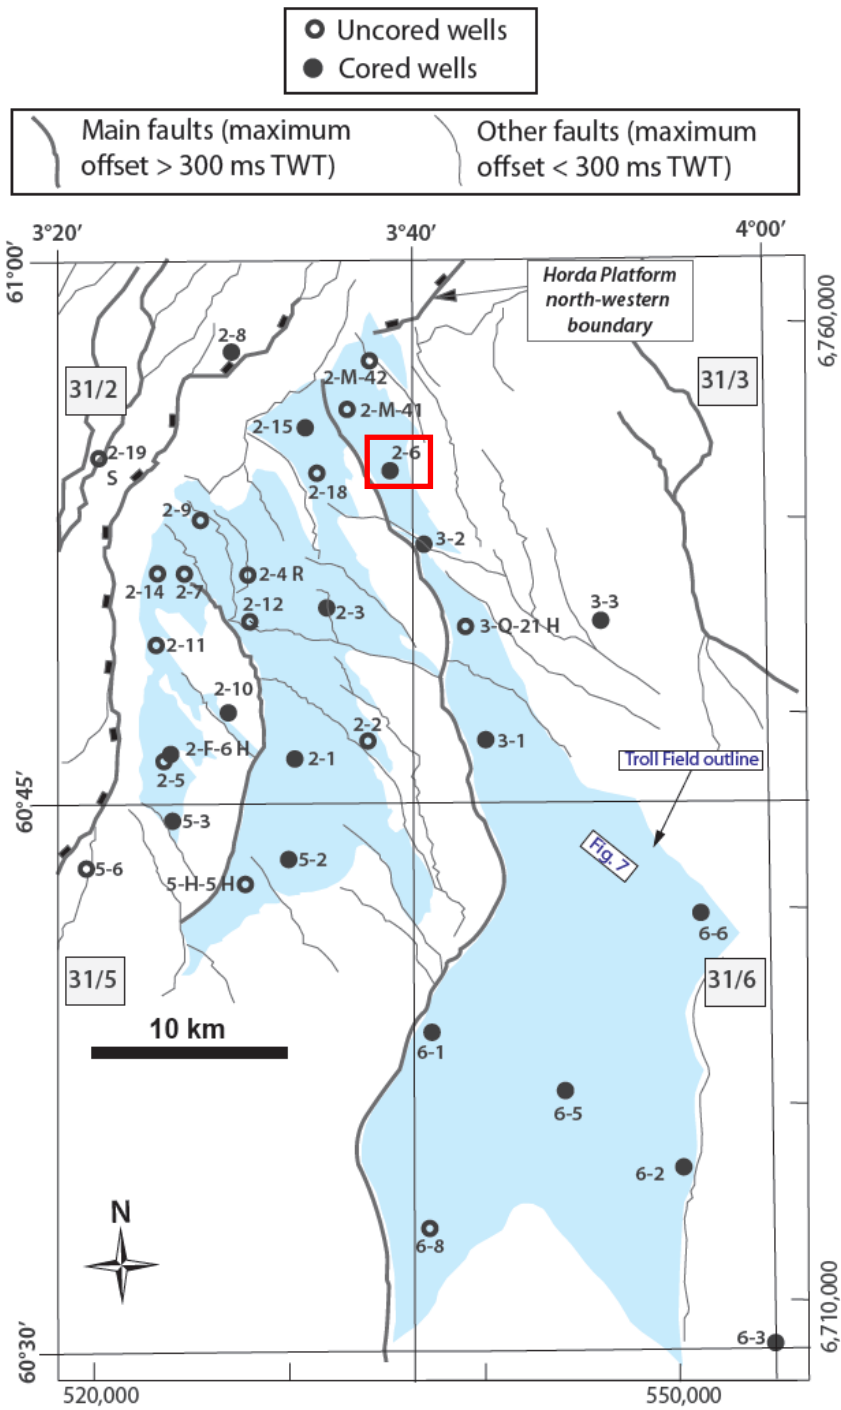 Uncored wells
Cored wells
Main faults (maximum
offset > 300 ms TWT)
Other faults (maximum
offset < 300 ms TWT)
3°20′
3°40′
4°00′
61°00′
6,760,000
Horda Platform
north-western
boundary
2-8
31/2
31/3
2-M-42
2-M-41
2-15
2-6
2-19
S
2-18
2-9
3-2
2-14
2-7
2-4 R
2-12
2-3
3-3
3-Q-21 H
2-11
2-10
2-2
2-F-6 H
2-5
2-1
3-1
Troll Field outline
60°45′
5-3
Fig. 7
5-6
5-2
5-H-5 H
6-6
31/5
31/6
10 km
6-1
6-5
6-2
N
6-8
6-3
6,710,000
60°30′
520,000
550,000